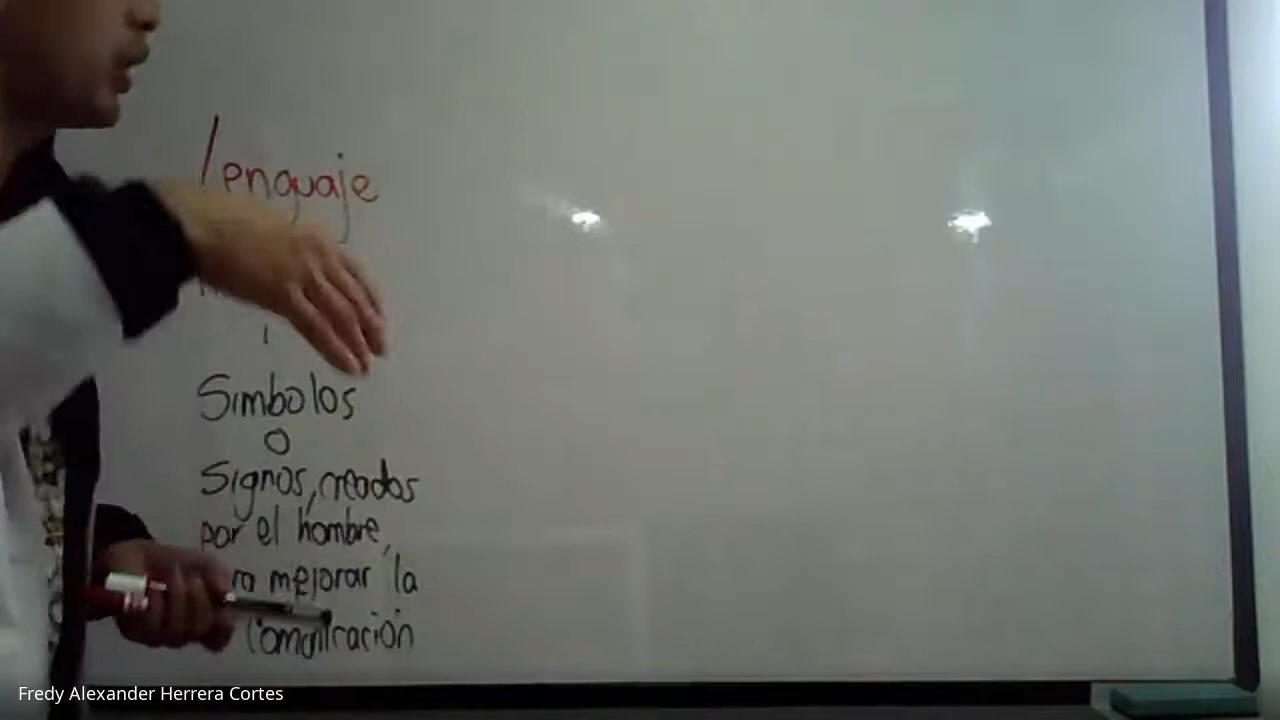 lenguaje
Simbolos
o
Signos, creados
por el hombre,
mejorar la
Comunicación
Fredy Alexander Herrera Cortes